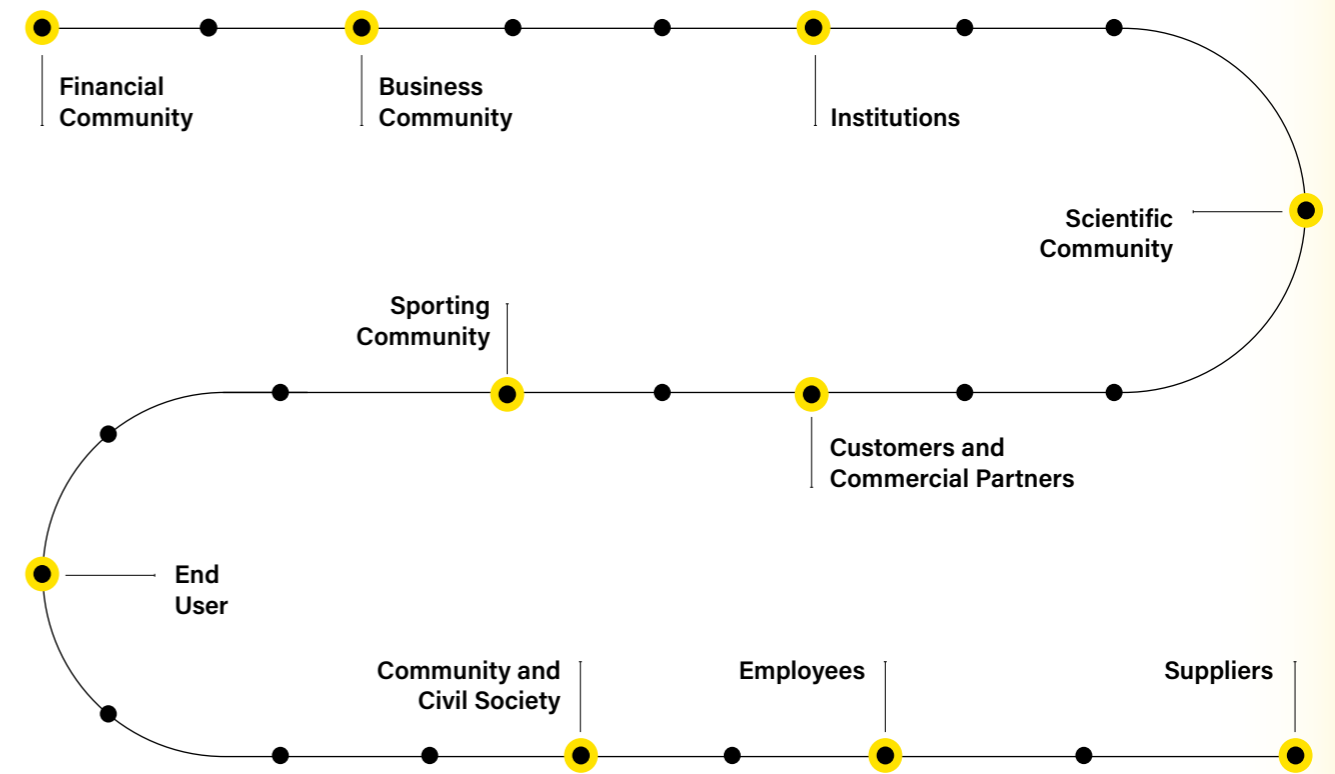 Financial
Community
Business
Community
Institutions
Scientific
Community
Sporting
Community
Customers and
Commercial Partners
End
User
Community and
Civil Society
Employees
Suppliers